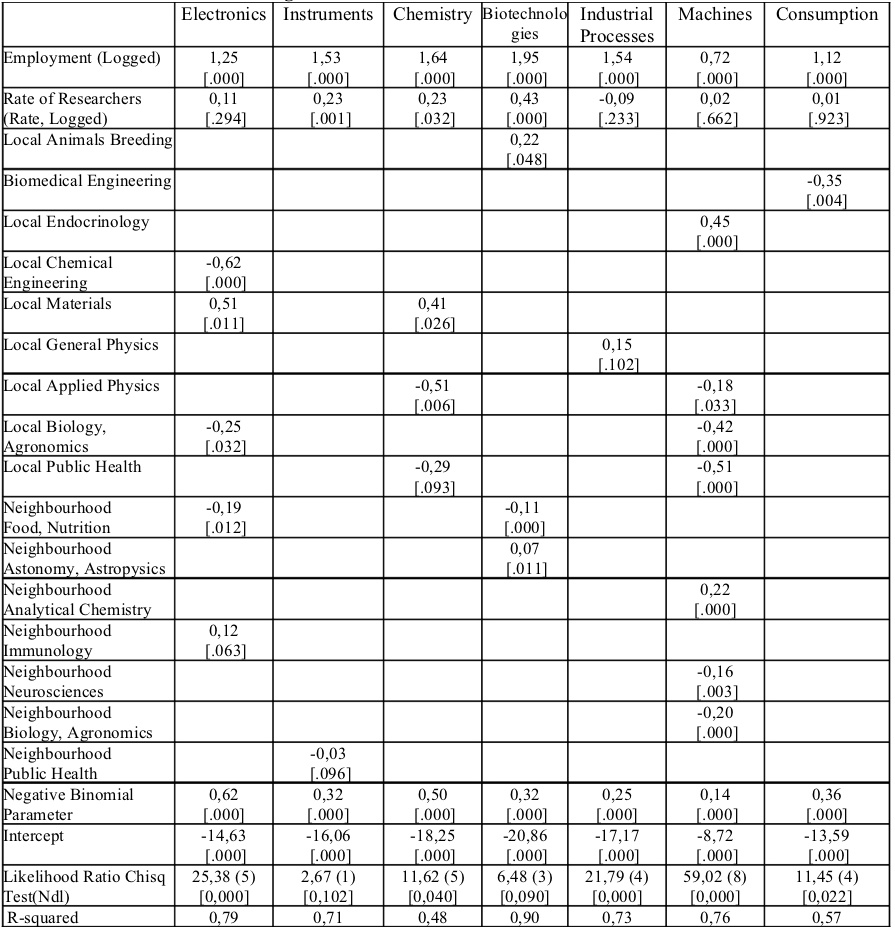 Electronics Instruments Chemistry Biotechnolo Industrial Machines Consumption
gies Processes
Employment (Logged) 1,25 1,53 1,64 1,95 1,54 0,72 1,12
[.000] [.000] [.000] [.000] [.000] [.000] [.000]
Rate of Researchers 0,11 0,23 0,23 0,43 -0,09 0,02 0,01
(Rate, Logged) [.294] [.001] [.032] [.000] [.233] [.662] [.923]
Local Animals Breeding 0,22
[.048]
Biomedical Engineering -0,35
[.004]
Local Endocrinology 0,45
[.000]
Local Chemical -0,62
Engineering [.000]
Local Materials 0,51 0,41
[.011] [.026]
Local General Physics 0,15
[.102]
Local Applied Physics -0,51 -0,18
[.006] [.033]
Local Biology, -0,25 -0,42
Agronomics [.032] [.000]
Local Public Health -0,29 -0,51
[.093] [.000]
Neighbourhood -0,19 -0,11
Food, Nutrition [.012] [.000]
Neighbourhood 0,07
Astonomy, Astropysics [.011]
Neighbourhood 0,22
Analytical Chemistry [.000]
Neighbourhood 0,12
Immunology [.063]
Neighbourhood -0,16
Neurosciences [.003]
Neighbourhood -0,20
Biology, Agronomics [.000]
Neighbourhood -0,03
Public Health [.096]
Negative Binomial 0,62 0,32 0,50 0,32 0,25 0,14 0,36
Parameter [.000] [.000] [.000] [.000] [.000] [.000] [.000]
Intercept -14,63 -16,06 -18,25 -20,86 -17,17 -8,72 -13,59
[.000] [.000] [.000] [.000] [.000] [.000] [.000]
Likelihood Ratio Chisq 25,38 (5) 2,67 (1) 11,62 (5) 6,48 (3) 21,79 (4) 59,02 (8) 11,45 (4)
Test(Ndl) [0,000] [0,102] [0,040] [0,090] [0,000] [0,000] [0,022]
R-squared 0,79 0,71 0,48 0,90 0,73 0,76 0,57